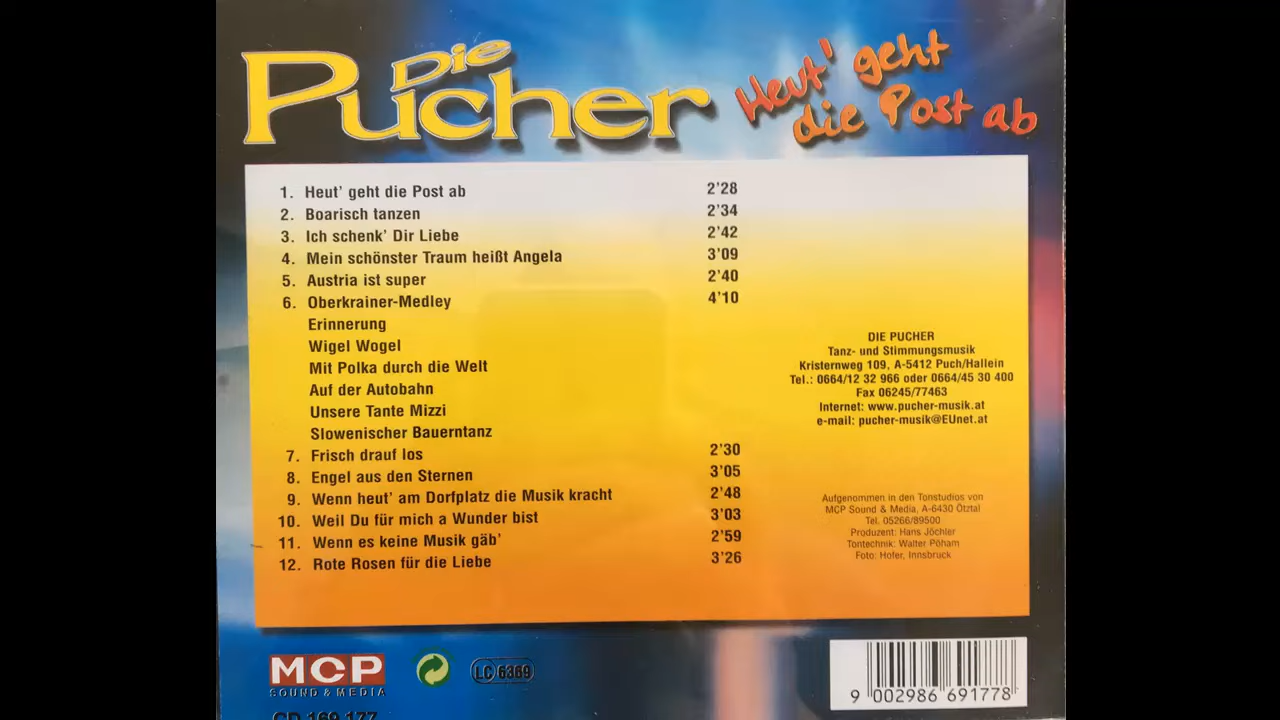 Die
Pucher
Heut' geht
die Post ab
1. Heut' geht die Post ab 2'28
2. Boarisch tanzen 2'34
3. Ich schenk' Dir Liebe 2'42
4. Mein schönster Traum heißt Angela 3'09
5. Austria ist super 2'40
6. Oberkrainer-Medley 4'10
Erinnerung
Wigel Wogel
Mit Polka durch die Welt
Auf der Autobahn
Unsere Tante Mizzi
Slowenischer Bauerntanz
7. Frisch drauf los 2'30
8. Engel aus den Sternen 3'05
9. Wenn heut' am Dorfplatz die Musik kracht 2'48
10. Weil Du für mich a Wunder bist 3'03
11. Wenn es keine Musik gäb' 2'59
12. Rote Rosen für die Liebe 3'26
DIE PUCHER
Tanz- und Stimmungsmusik
Kristernweg 109, A-5412 Puch/Hallein
Tel.: 0664/12 32 966 oder 0664/45 30 400
Fax 06245/77463
Internet: www.pucher-musik.at
e-mail: pucher-musik@EUnet.at
Aufgenommen in den Tonstudios von
MCP Sound & Media, A-6430 Ötztal
Tel. 05266/89500
Produzent: Hans Jöchler
Tontechnik: Walter Pöham
Foto: Hofer, Innsbruck
MCP
SOUND & MEDIA
LC 6369
CD 169.177
9 002986 691778